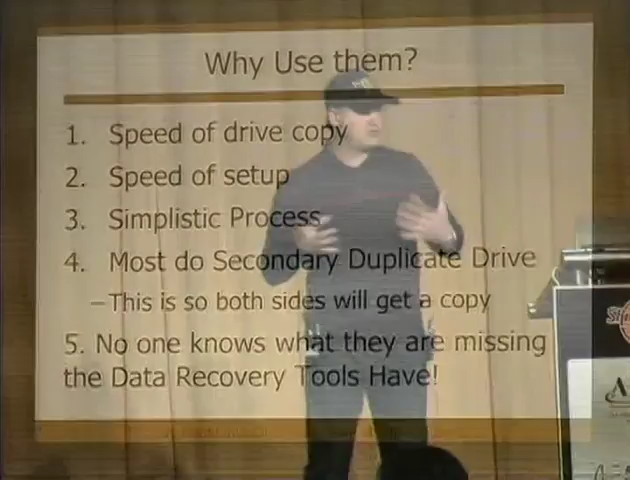 Why Use them?
1. Speed of drive copy
2. Speed of setup
3. Simplistic Process
4. Most do Secondary Duplicate Drive
–This is so both sides will get a copy
5. No one knows what they are missing
the Data Recovery Tools Have!